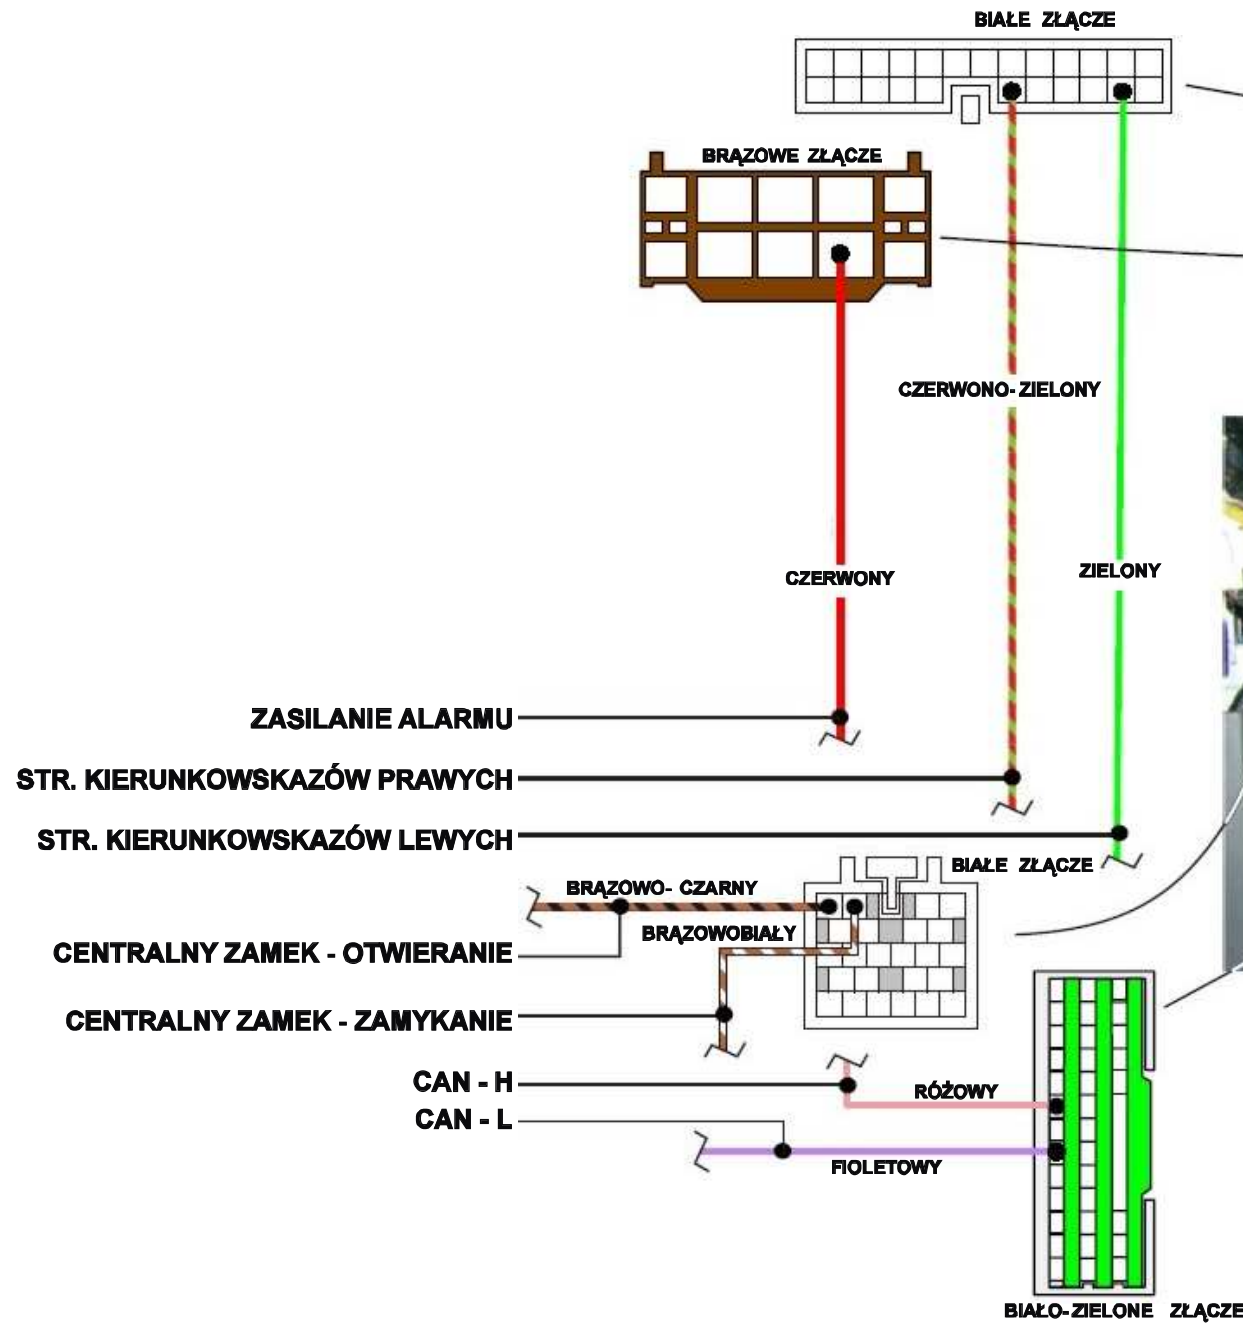 BIAŁE ZŁĄCZE
BRĄZOWE ZŁĄCZE
CZERWONO-ZIELONY
CZERWONY
ZIELONY
ZASILANIE ALARMU
STR. KIERUNKOWSKAZÓW PRAWYCH
STR. KIERUNKOWSKAZÓW LEWYCH
BIAŁE ZŁĄCZE
BRĄZOWO- CZARNY
BRĄZOWOBIAŁY
CENTRALNY ZAMEK - OTWIERANIE
CENTRALNY ZAMEK - ZAMYKANIE
CAN - H
RÓŻOWY
CAN - L
FIOLETOWY
BIAŁO-ZIELONE ZŁĄCZE